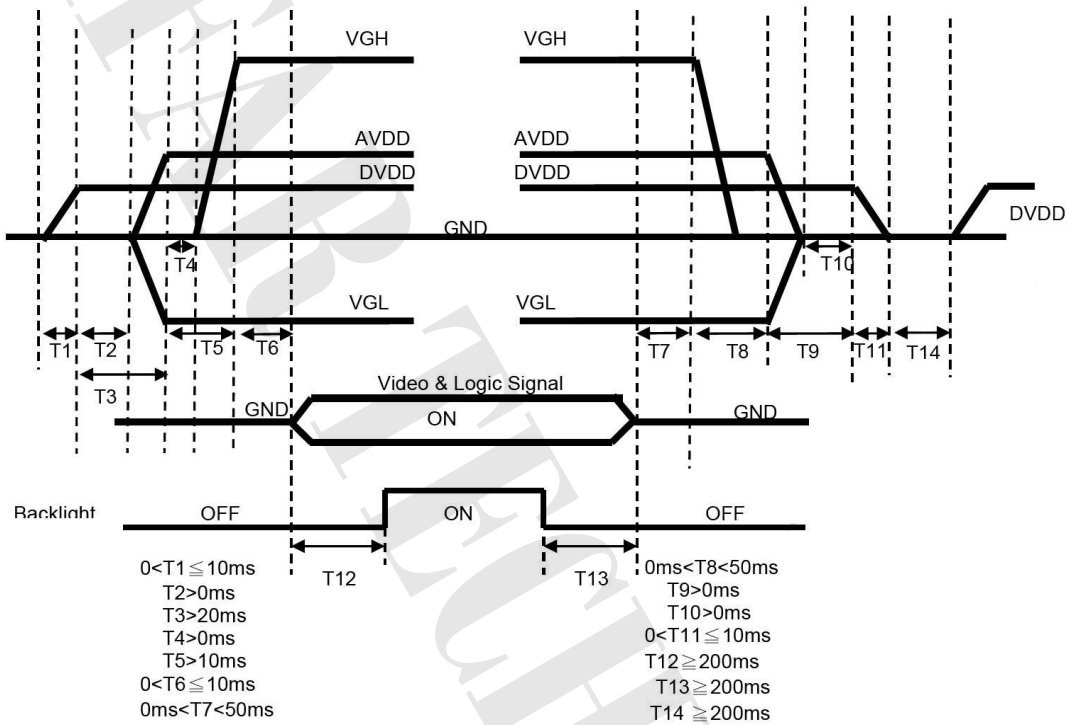 VGH
VGH
AVDD
AVDD
DVDD
DVDD
DVDD
GND
T4
T10
VGL
VGL
T1
T2
T5
T6
T7
T8
T9
T11
T14
T3
Video & Logic Signal
GND
ON
GND
Backlight
OFF
ON
OFF
T12
T13
0<T1≦10ms
T2>0ms
T3>20ms
T4>0ms
T5>10ms
0<T6≦10ms
0ms<T7<50ms
0ms<T8<50ms
T9>0ms
T10>0ms
0<T11≦10ms
T12≧200ms
T13≧200ms
T14 ≧200ms